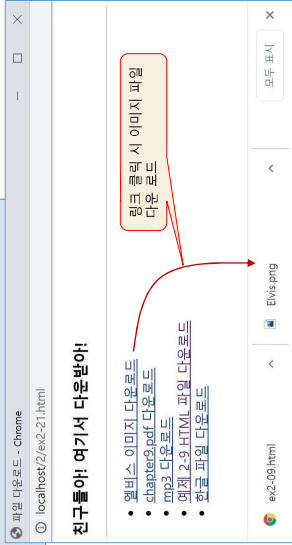 파일 다운로드 - Chrome
localhost/2/ex2-21.html
친구들아! 여기서 다운받아!
엘비스 이미지 다운로드
chapter9.pdf 다운로드
mp3 다운로드
예제 2-9 HTML 파일 다운로드
한글 파일 다운로드
링크 클릭 시 이미지 파일
다운 로드
ex2-09.html
Elvis.png
모두 표시